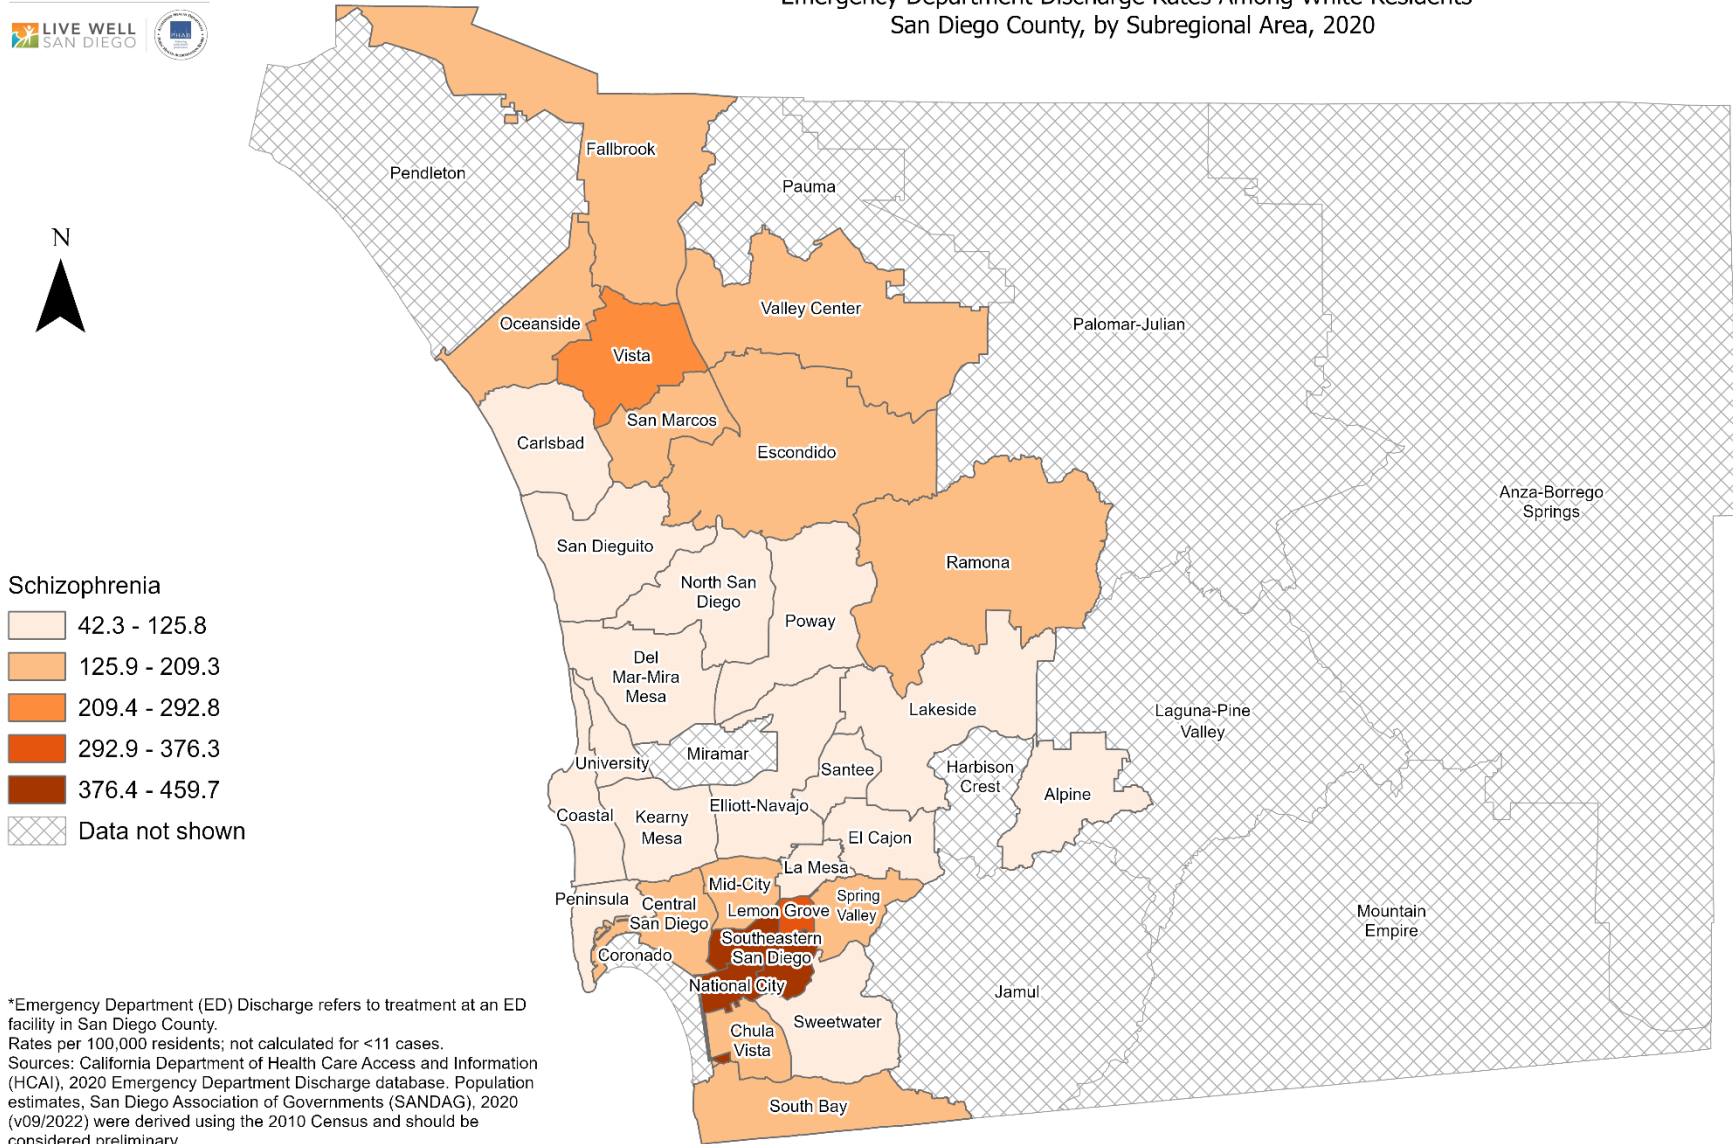 Emergency Department Discharge Rates Among White Residents
San Diego County, by Subregional Area, 2020
LIVE WELL
SAN DIEGO
PHAB
N
Fallbrook
Pendleton
Pauma
Valley Center
Oceanside
Palomar-Julian
Vista
San Marcos
Carlsbad
Escondido
Anza-Borrego
Springs
San Dieguito
Ramona
North San
Diego
Poway
Del
Mar-Mira
Mesa
Lakeside
Laguna-Pine
Valley
Miramar
University
Santee
Harbison
Crest
Alpine
Elliott-Navajo
Coastal
Kearny
Mesa
El Cajon
La Mesa
Mid-City
Peninsula
Central
San Diego
Spring
Valley
Lemon Grove
Mountain
Empire
Southeastern
San Diego
Coronado
National City
Jamul
Sweetwater
Chula
Vista
South Bay
Schizophrenia
42.3 - 125.8
125.9 - 209.3
209.4 - 292.8
292.9 - 376.3
376.4 - 459.7
Data not shown
*Emergency Department (ED) Discharge refers to treatment at an ED
facility in San Diego County.
Rates per 100,000 residents; not calculated for <11 cases.
Sources: California Department of Health Care Access and Information
(HCAI), 2020 Emergency Department Discharge database. Population
estimates, San Diego Association of Governments (SANDAG), 2020
(v09/2022) were derived using the 2010 Census and should be
considered preliminary